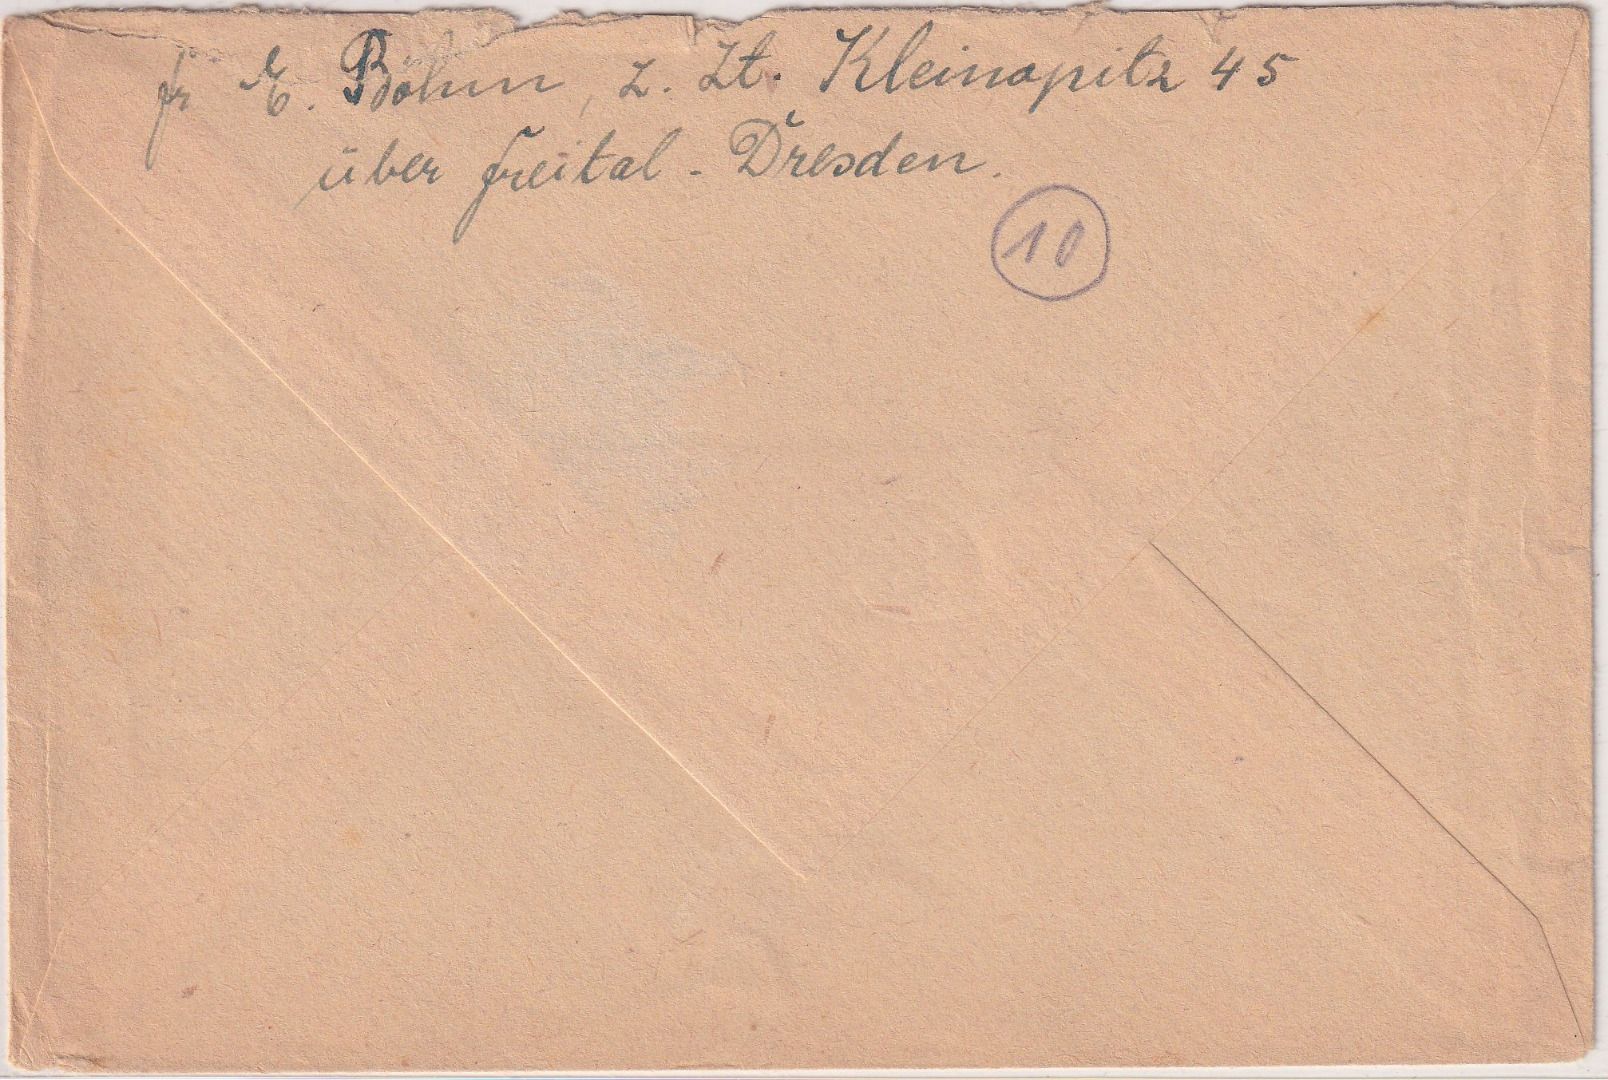 fr E. Böhm, z. Zt. Kleinopitz 45
über Freital - Dresden.
10